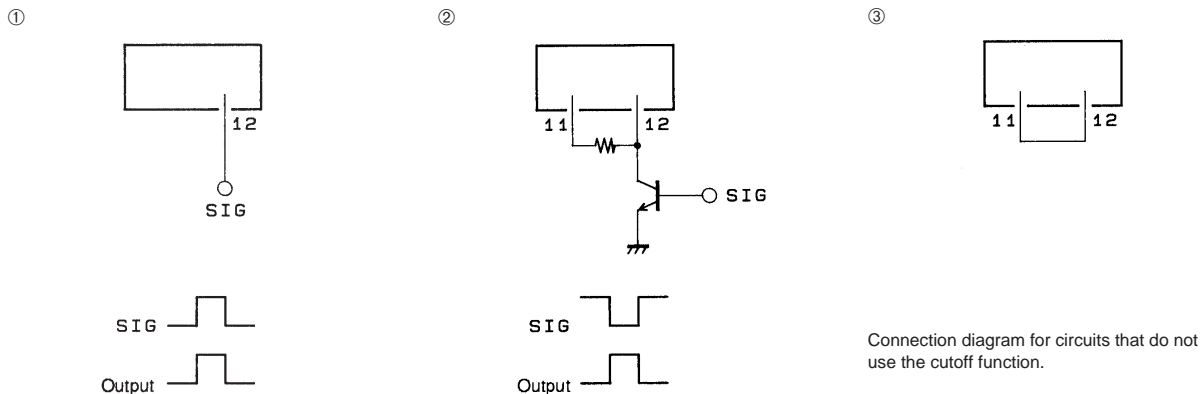 ①
②
③
12
SIG
11 12
SIG
11 12
SIG
Output
SIG
Output
Connection diagram for circuits that do not
use the cutoff function.